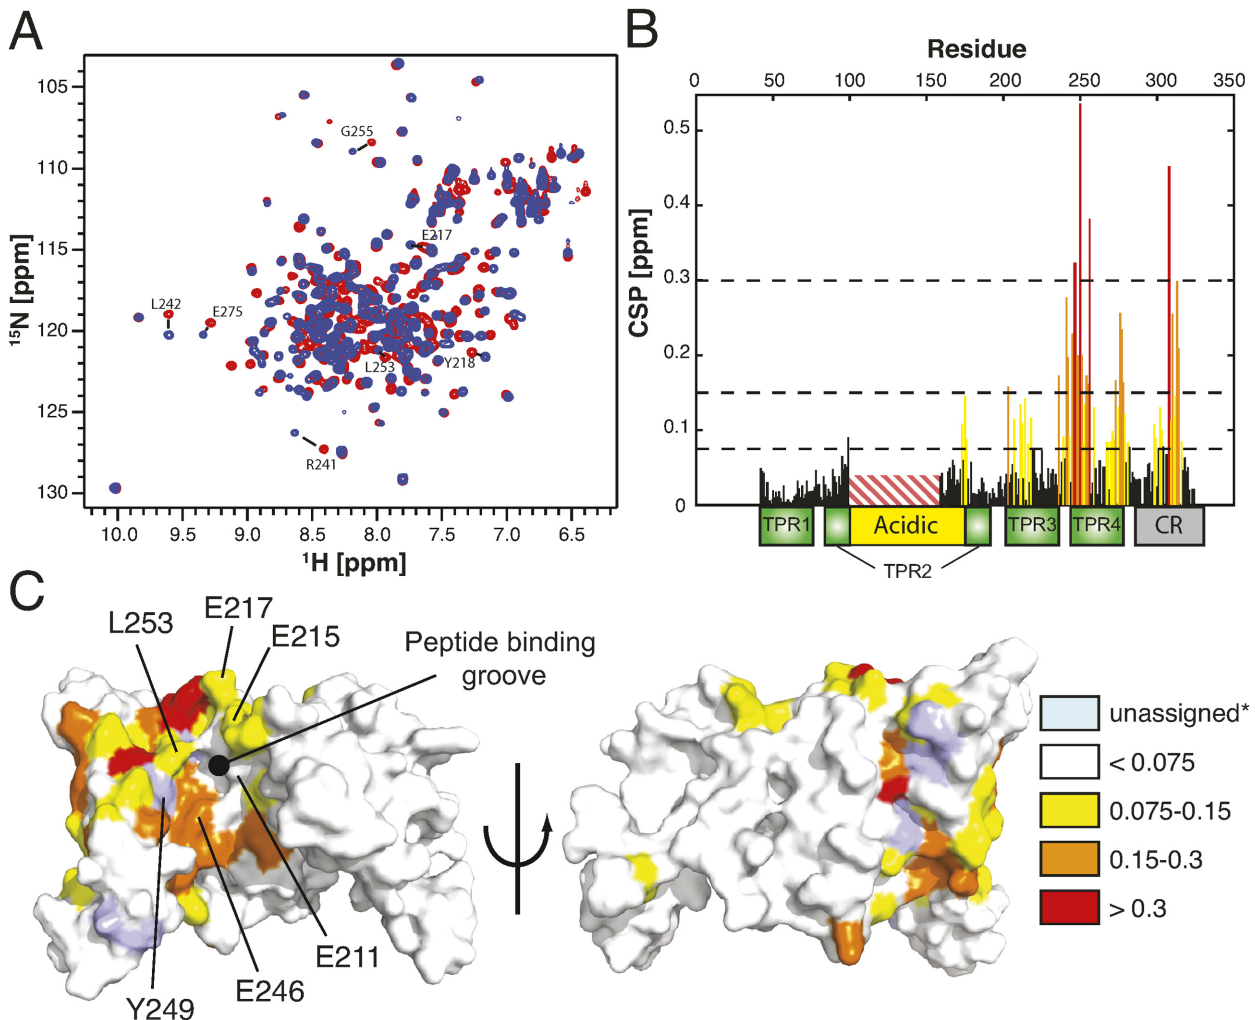 A
105
110
115
120
125
130
15N [ppm]
G255
E217
L242
E275
L253
Y218
R241
10.0
9.5
9.0
8.5
8.0
7.5
7.0
6.5
1H [ppm]
B
Residue
0
50
100
150
200
250
300
350
0.5
0.4
0.3
0.2
0.1
0
CSP [ppm]
TPR1
Acidic
TPR3
TPR4
CR
TPR2
C
L253
E217
E215
Peptide binding
groove
E211
E246
Y249
unassigned*
< 0.075
0.075-0.15
0.15-0.3
> 0.3